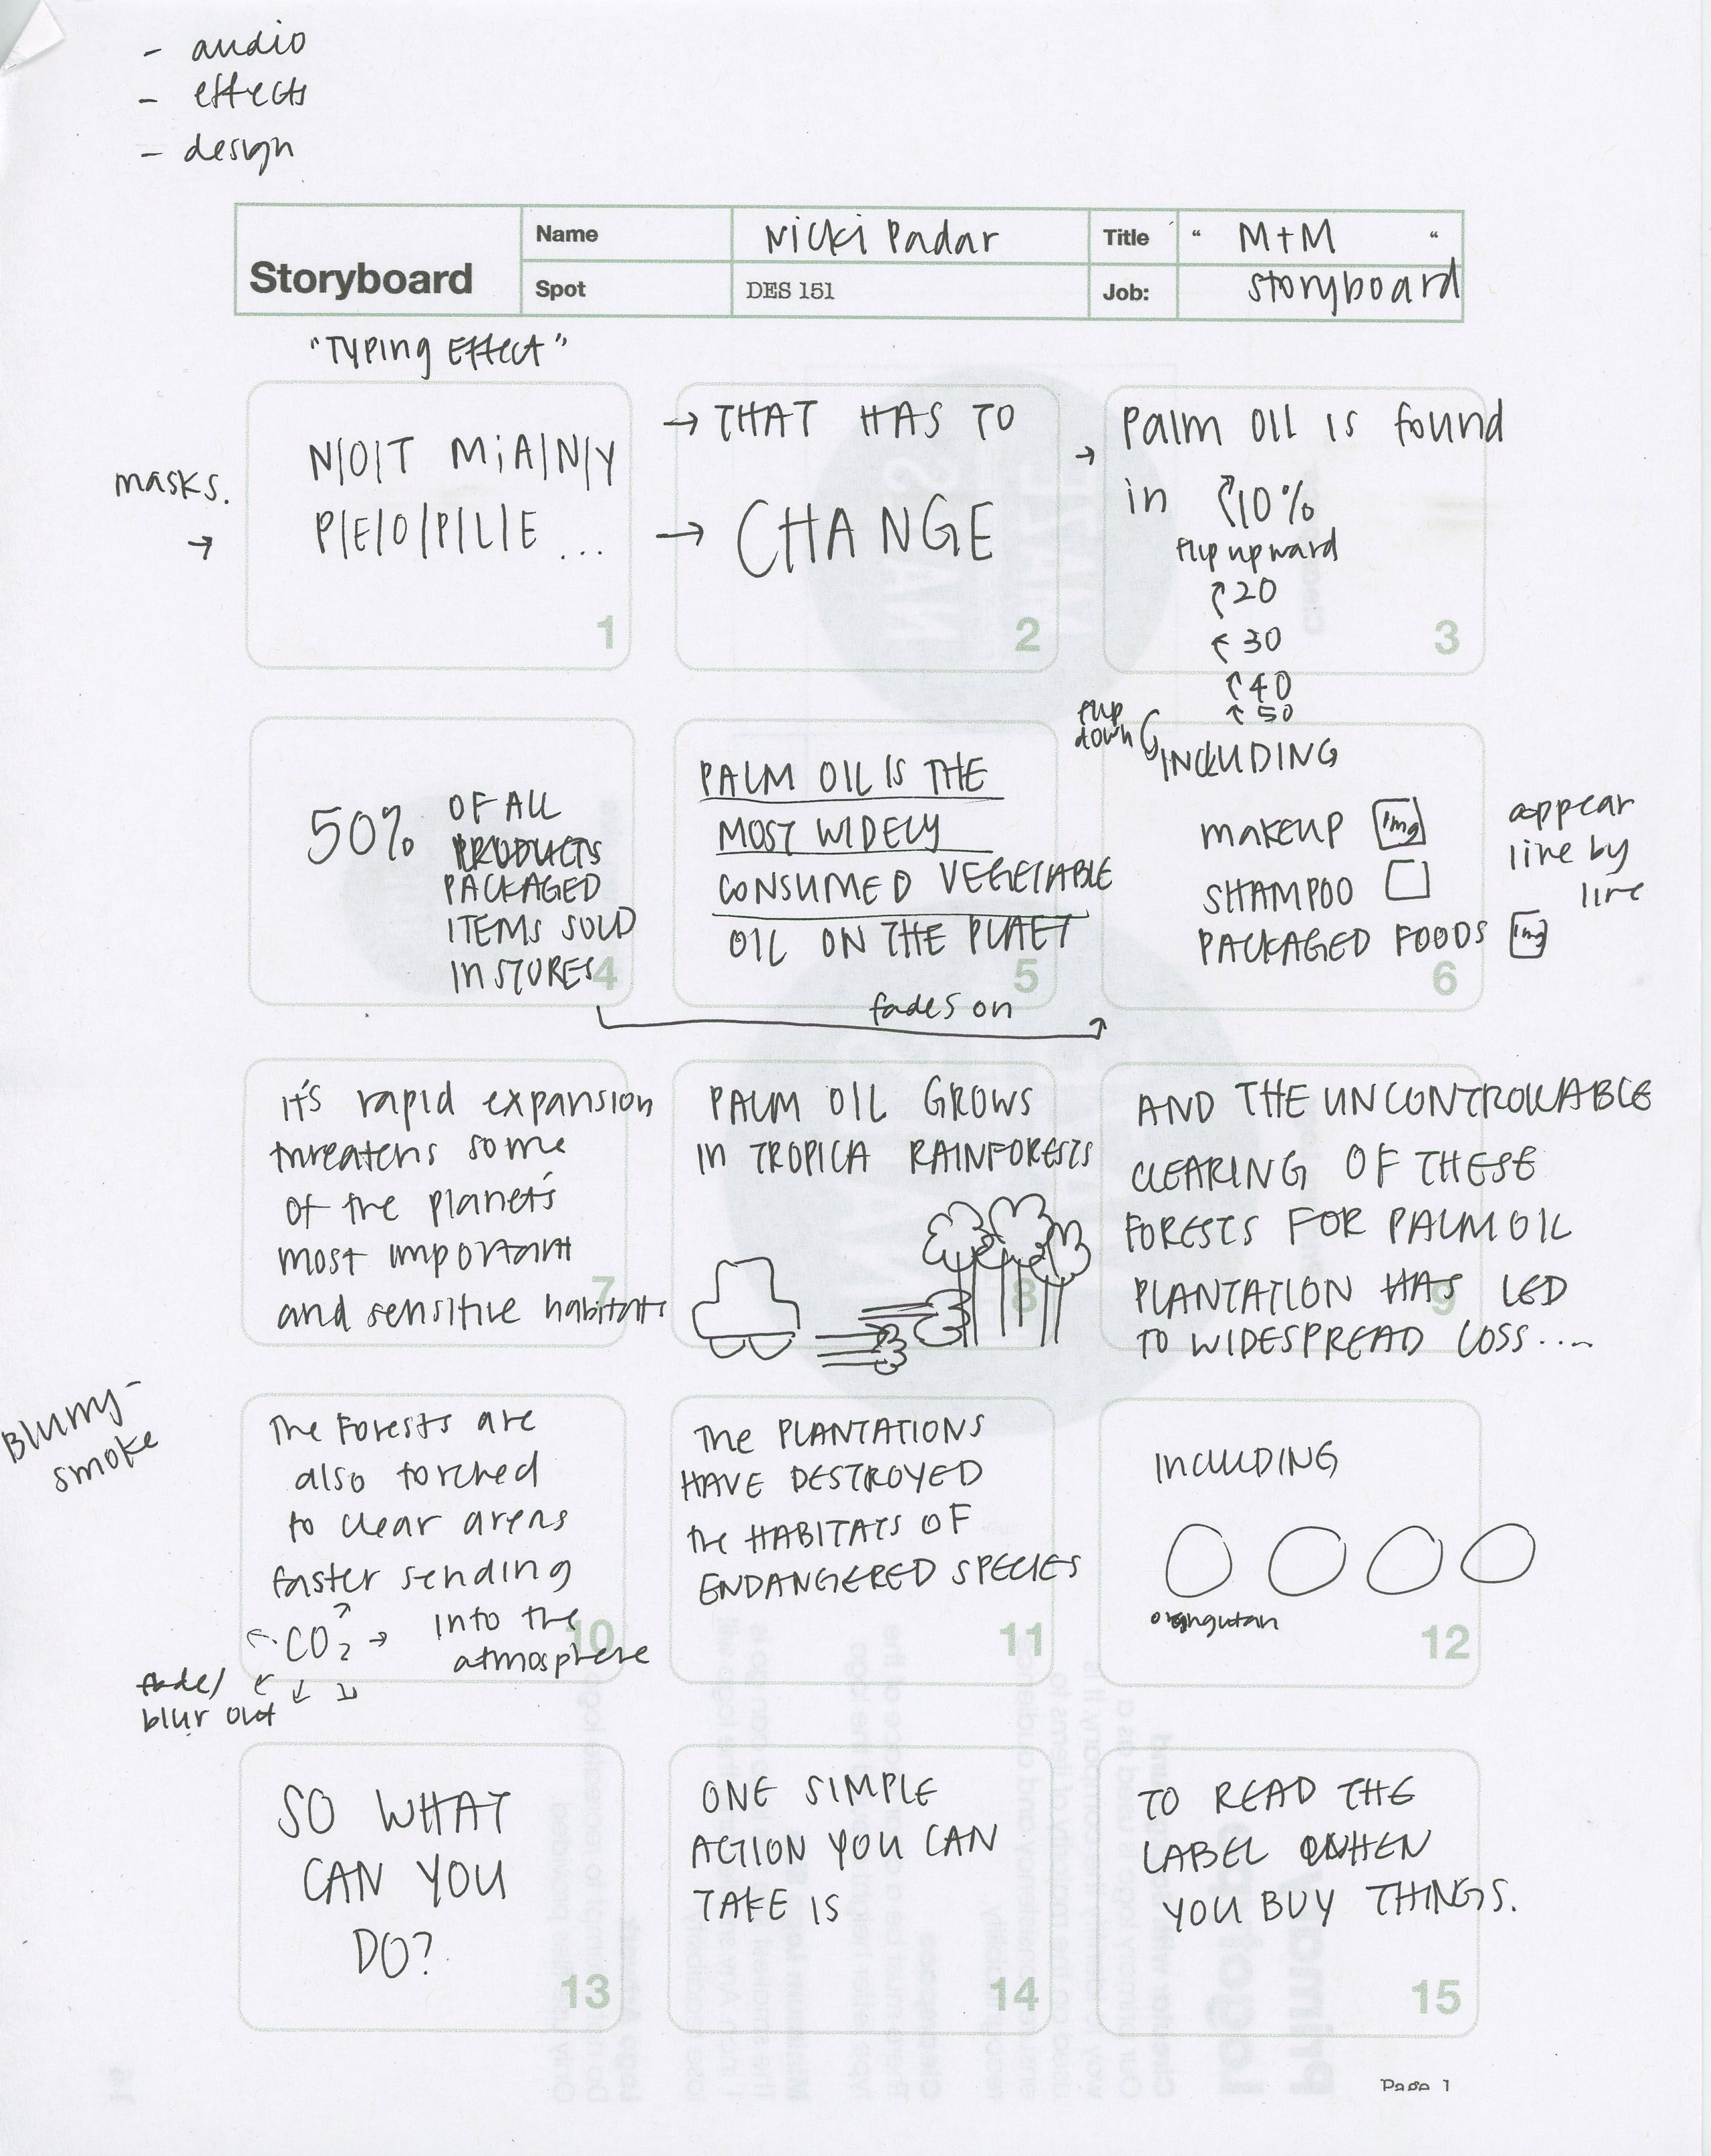 - audio
- effects
- design
Storyboard
Name
Nicki Padar
Title
" M+M "
Spot
DES 151
Job:
storyboard
"Typing Effect"
masks.
→
N|O|T M|A|N|Y
P|E|O|P|L|E ...
1
→ THAT HAS TO
→ CHANGE
2
→ Palm oil is found
in 10%
flip upward
20
30
40
50
3
50% OF ALL
PRODUCTS
PACKAGED
ITEMS SOLD
IN STORES
4
PALM OIL IS THE
MOST WIDELY
CONSUMED VEGETABLE
OIL ON THE PLAET
5
fades on
flip
down
INCLUDING
MAKEUP img
SHAMPOO
PACKAGED FOODS img
6
appear
line by
line
it's rapid expansion
threatens some
of the planet's
most important
and sensitive habitats
7
PALM OIL GROWS
in TROPICA RAINFORESTS
8
AND THE UNCONTROLLABLE
CLEARING OF THESE
FORESTS FOR PALM OIL
PLANTATION HAS LED
TO WIDESPREAD LOSS....
9
Blurry-
smoke
The Forests are
also torched
to clear areas
faster sending
CO2 → into the
atmosphere
10
fade/
blur out
The PLANTATIONS
HAVE DESTROYED
the HABITATS OF
ENDANGERED SPECIES
11
INCLUDING
orangutan
12
SO WHAT
CAN YOU
DO?
13
ONE SIMPLE
ACTION YOU CAN
TAKE IS
14
TO READ THE
LABEL WHEN
YOU BUY THINGS.
15
Page 1